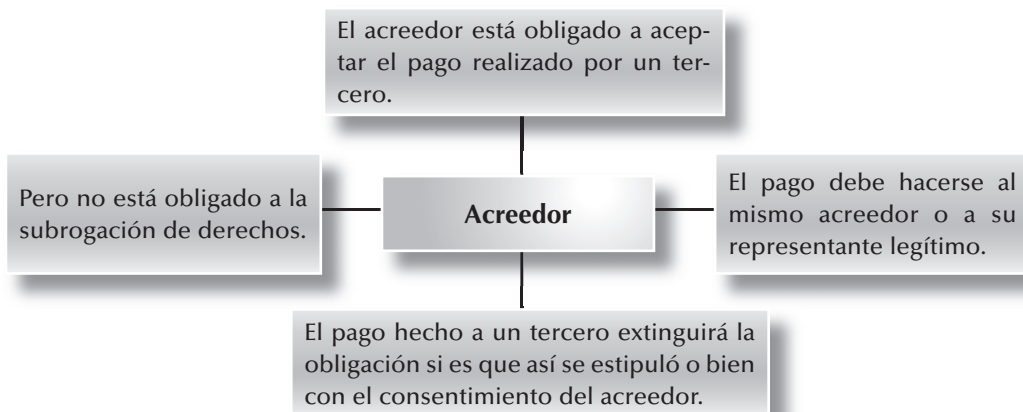 El acreedor está obligado a acep-
tar el pago realizado por un ter-
cero.
Pero no está obligado a la
subrogación de derechos.
Acreedor
El pago debe hacerse al
mismo acreedor o a su
representante legítimo.
El pago hecho a un tercero extinguirá la
obligación si es que así se estipuló o bien
con el consentimiento del acreedor.